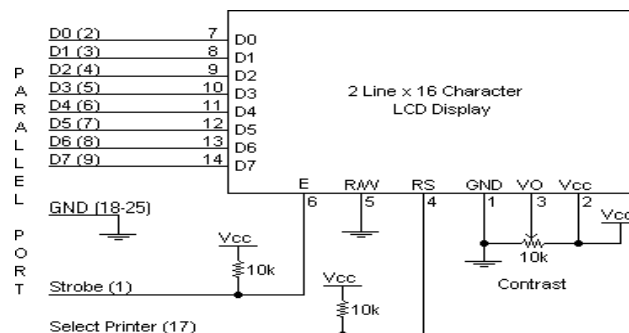 D0 (2) 7 D0
D1 (3) 8 D1
D2 (4) 9 D2
D3 (5) 10 D3
D4 (6) 11 D4
D5 (7) 12 D5
D6 (8) 13 D6
D7 (9) 14 D7
2 Line x 16 Character
LCD Display
PARALLEL PORT
E R/W RS GND VO Vcc
6 5 4 1 3 2
GND (18-25)
Vcc
Vcc
10k
10k
Contrast
Vcc
10k
Strobe (1)
Select Printer (17)